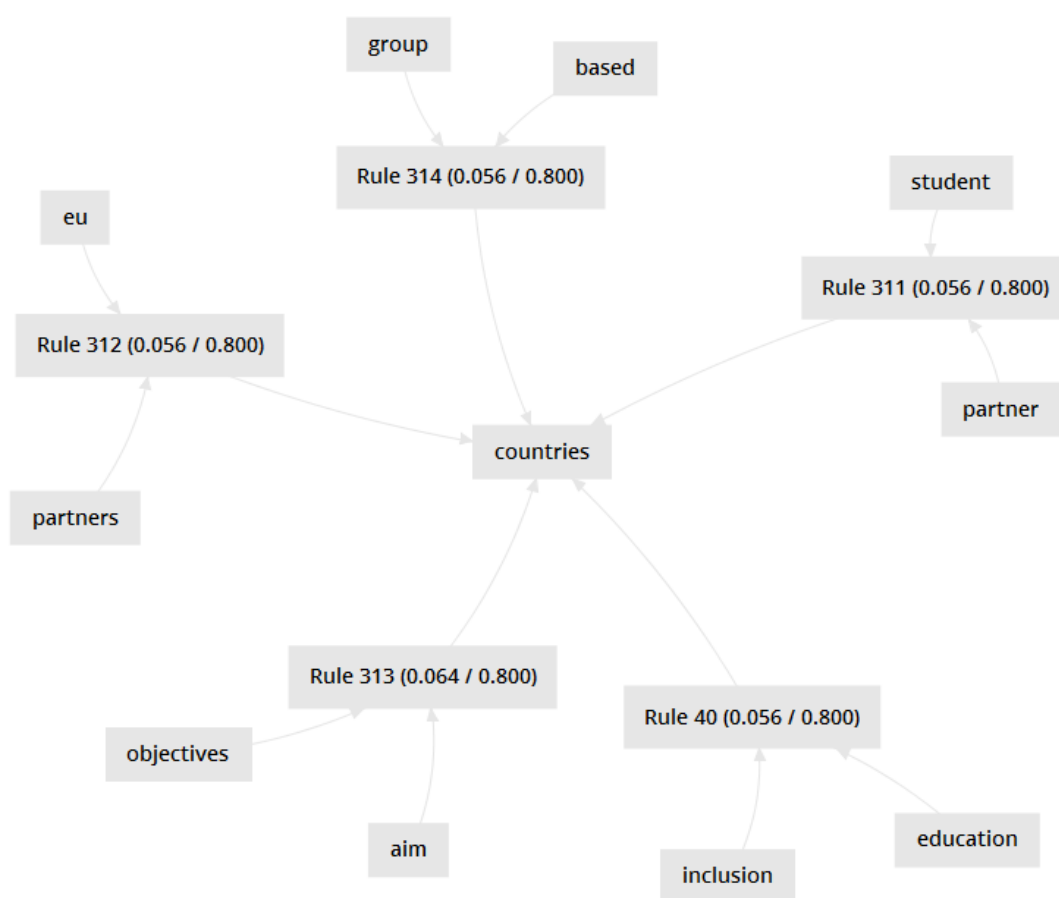 group
based
Rule 314 (0.056 / 0.800)
student
eu
Rule 311 (0.056 / 0.800)
Rule 312 (0.056 / 0.800)
partner
countries
partners
Rule 313 (0.064 / 0.800)
Rule 40 (0.056 / 0.800)
objectives
education
aim
inclusion